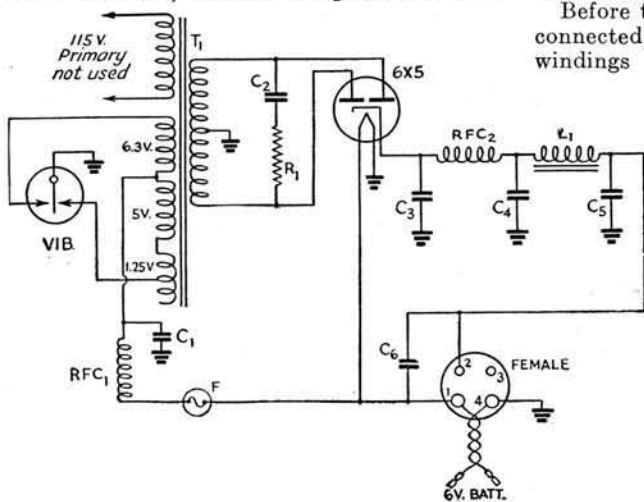 Before t
connected
windings
115 V.
Primary
not used
T1
C2
R1
6X5
RFC2
L1
C3
C4
C5
6.3V.
5V.
1.25V
VIB.
C1
RFC1
F
C6
2
3
1
4
FEMALE
6V. BATT.